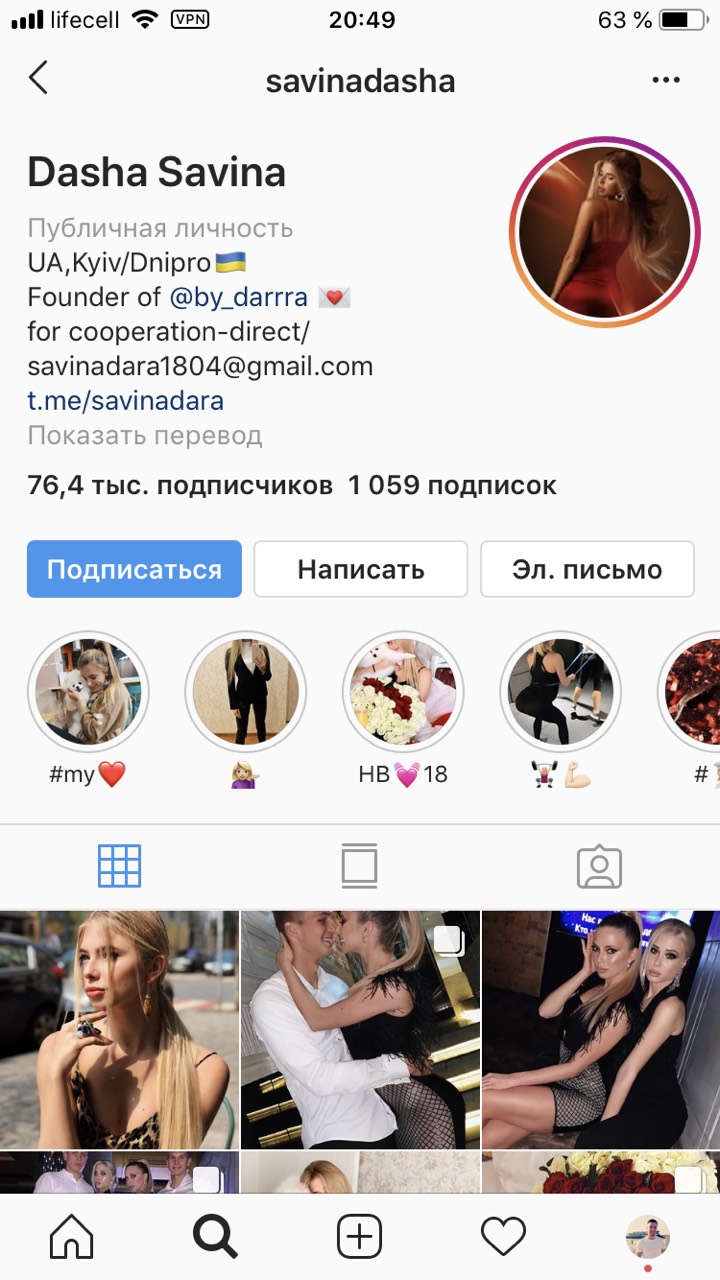 lifecell VPN 20:49 63 %
savinadasha
Dasha Savina
Публичная личность
UA,Kyiv/Dnipro🇺🇦
Founder of @by_darrra 💌
for cooperation-direct/
savinadara1804@gmail.com
t.me/savinadara
Показать перевод
76,4 тыс. подписчиков 1 059 подписок
Подписаться Написать Эл. письмо
#my❤️ 💁🏼‍♀️ HB💓18 🏋🏼‍♀️💪🏼 #
Нас
Кто